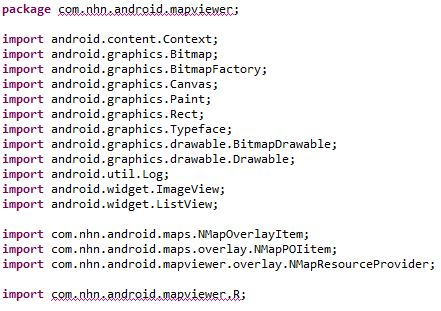 package com.nhn.android.mapviewer;
import android.content.Context;
import android.graphics.Bitmap;
import android.graphics.BitmapFactory;
import android.graphics.Canvas;
import android.graphics.Paint;
import android.graphics.Rect;
import android.graphics.Typeface;
import android.graphics.drawable.BitmapDrawable;
import android.graphics.drawable.Drawable;
import android.util.Log;
import android.widget.ImageView;
import android.widget.ListView;
import com.nhn.android.maps.NMapOverlayItem;
import com.nhn.android.maps.overlay.NMapPOIitem;
import com.nhn.android.mapviewer.overlay.NMapResourceProvider;
import com.nhn.android.mapviewer.R;